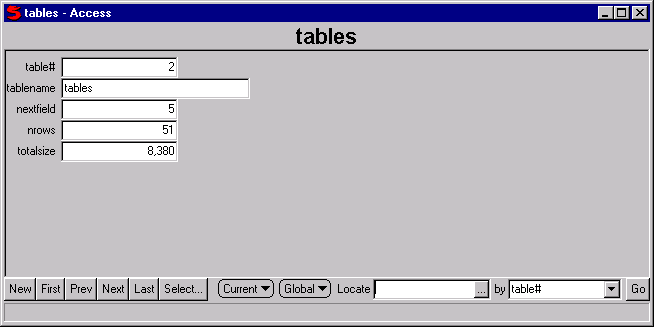 tables - Access
tables
table# 2
tablename tables
nextfield 5
nrows 51
totalsize 8,380
New First Prev Next Last Select... Current Global Locate ... by table# Go